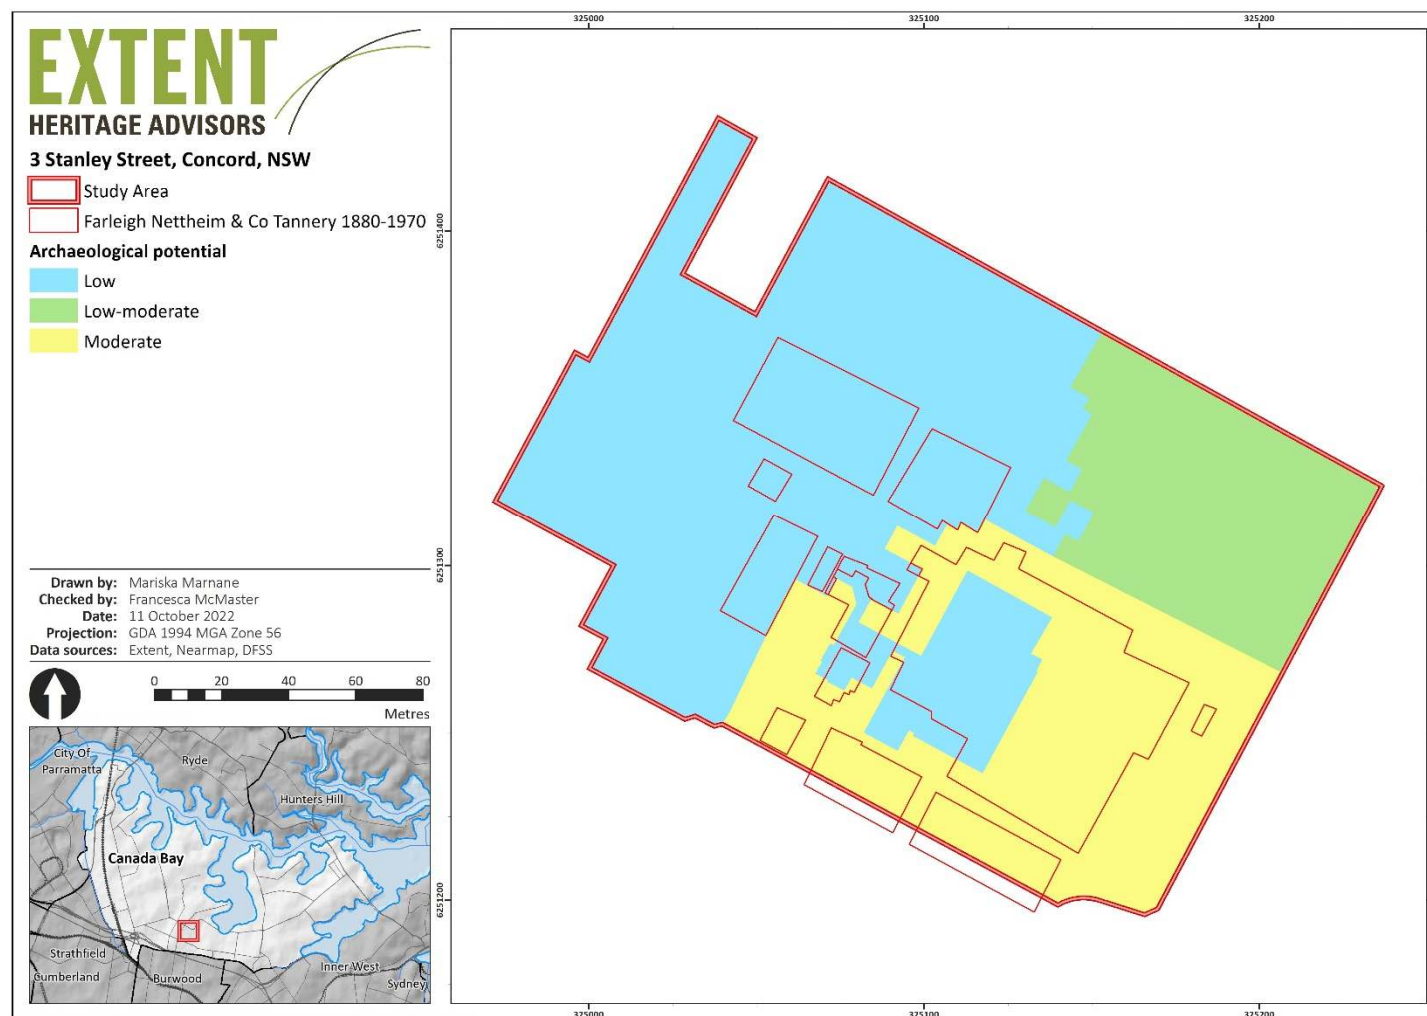 EXTENT
HERITAGE ADVISORS
3 Stanley Street, Concord, NSW
Study Area
Farleigh Nettheim & Co Tannery 1880-1970
Archaeological potential
Low
Low-moderate
Moderate
Drawn by: Mariska Marnane
Checked by: Francesca McMaster
Date: 11 October 2022
Projection: GDA 1994 MGA Zone 56
Data sources: Extent, Nearmap, DFSS
0 20 40 60 80
Metres
City Of
Parramatta
Ryde
Hunters Hill
Canada Bay
Strathfield
Cumberland
Burwood
Inner West
Sydney
325000 325100 325200
6251400
6251300
6251200
325000 325100 325200